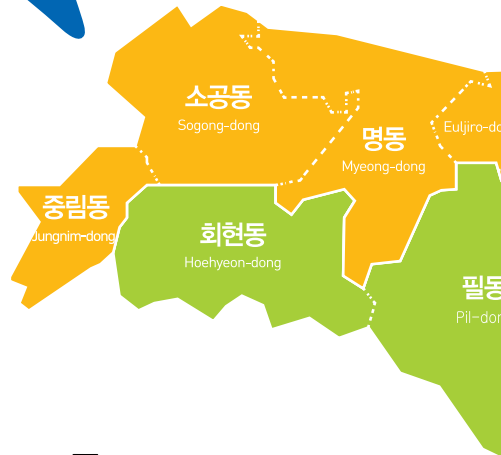 소공동
Sogong-dong
명동
Myeong-dong
Euljiro-do
중림동
Jungnim-dong
회현동
Hoehyeon-dong
필동
Pil-don